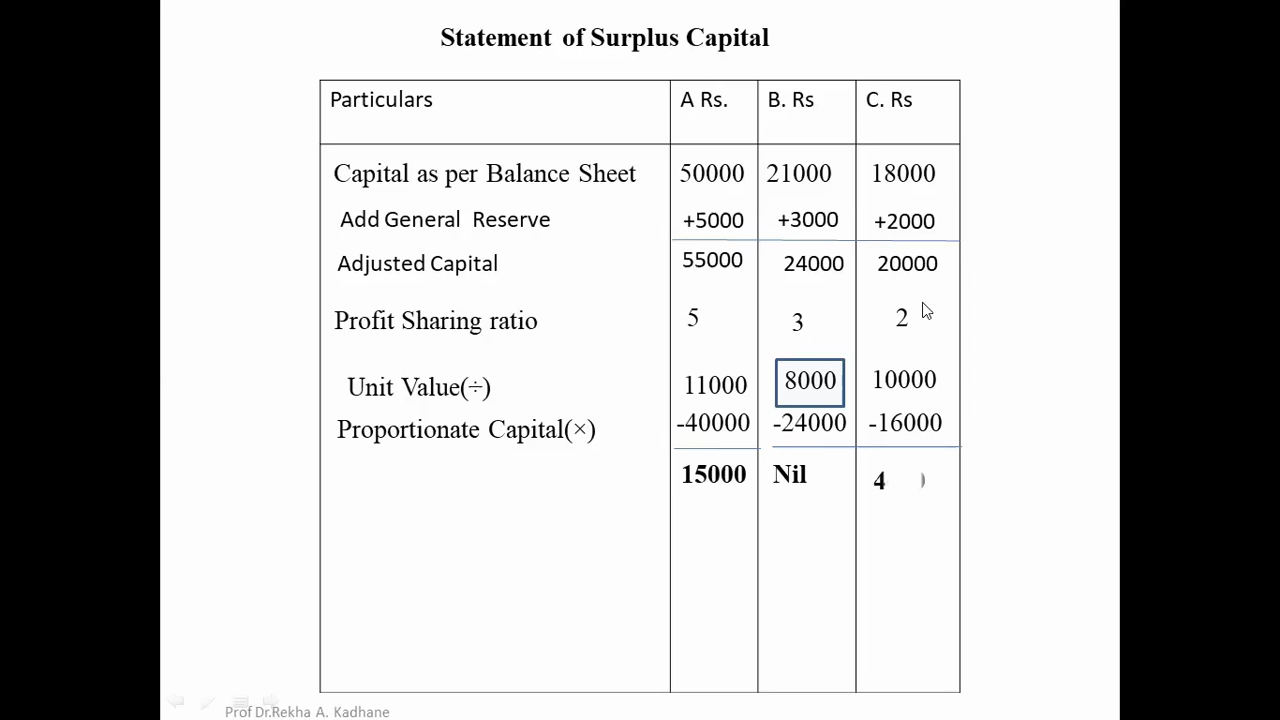 Statement of Surplus Capital
Particulars A Rs. B. Rs C. Rs
Capital as per Balance Sheet 50000 21000 18000
Add General Reserve +5000 +3000 +2000
Adjusted Capital 55000 24000 20000
Profit Sharing ratio 5 3 2
Unit Value(÷) 11000 8000 10000
Proportionate Capital(×) -40000 -24000 -16000
15000 Nil 4
Prof Dr.Rekha A. Kadhane